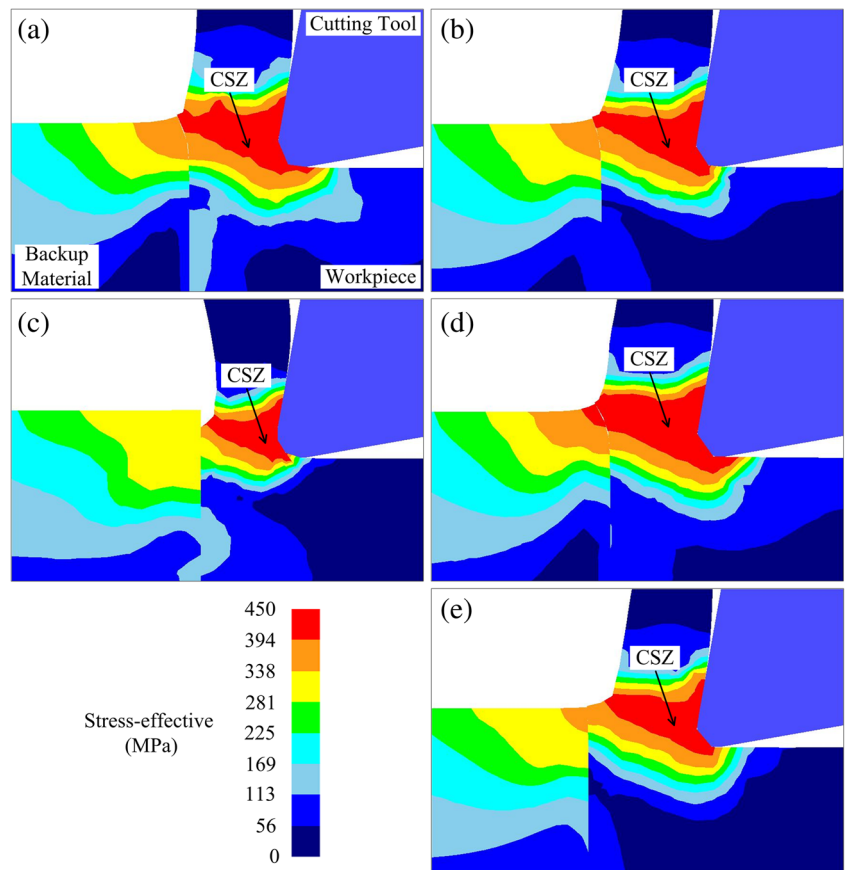 (a)
Cutting Tool
CSZ
Backup
Material
Workpiece
(b)
CSZ
(c)
CSZ
(d)
CSZ
450
394
338
281
225
169
113
56
0
Stress-effective
(MPa)
(e)
CSZ